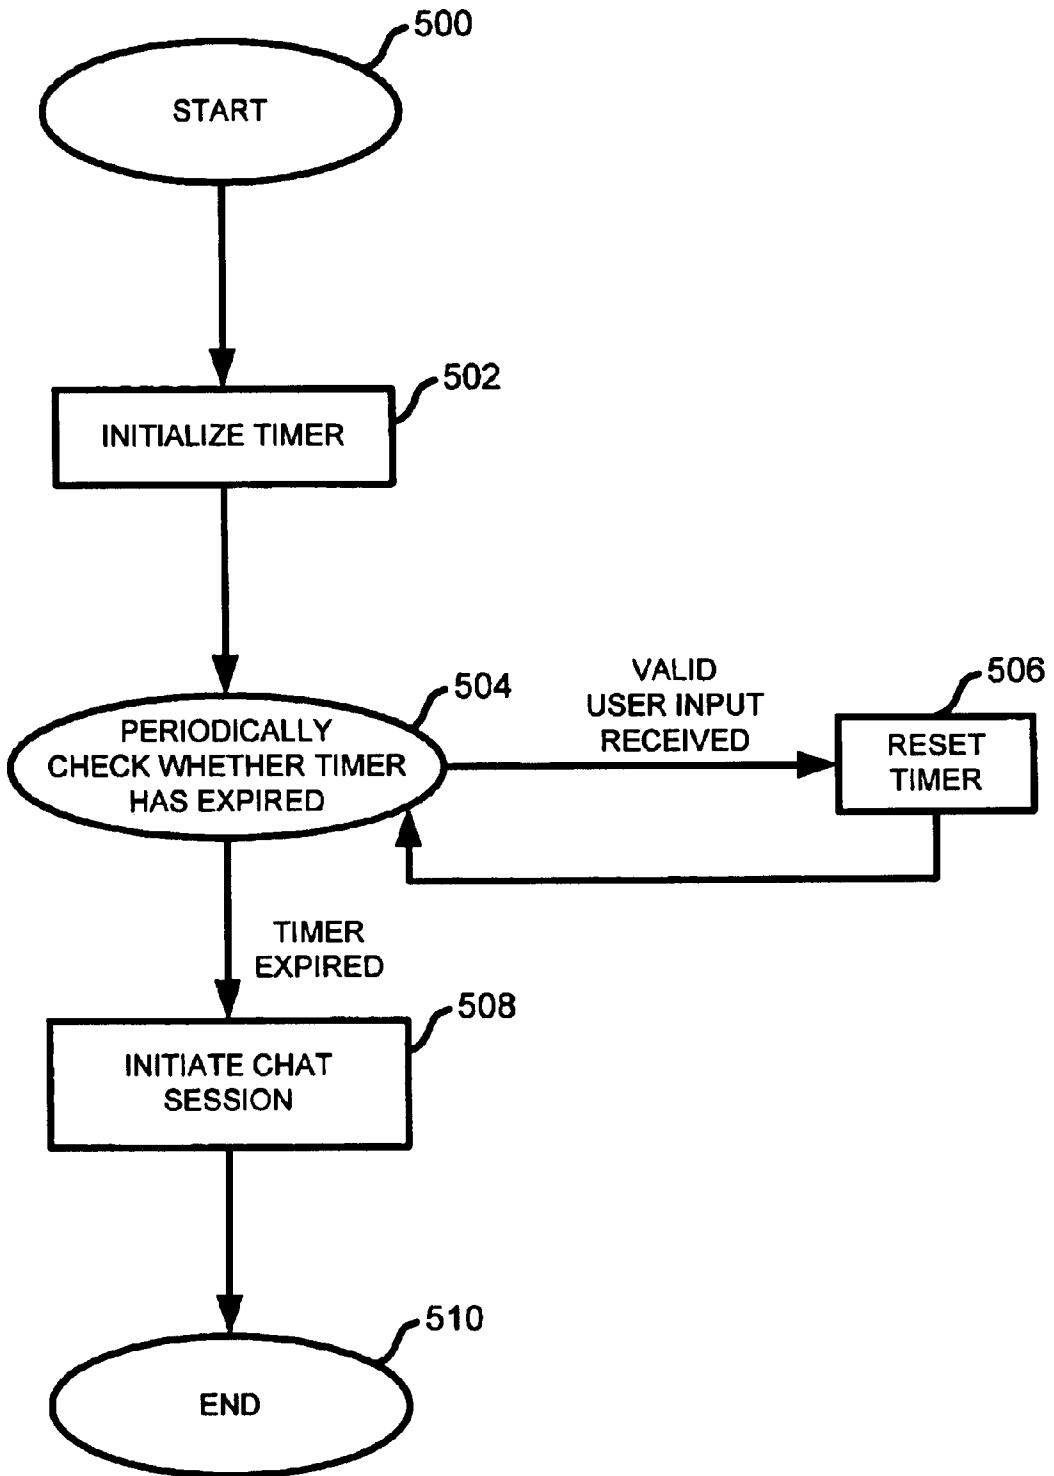 500
START
502
INITIALIZE TIMER
504
PERIODICALLY
CHECK WHETHER TIMER
HAS EXPIRED
VALID
USER INPUT
RECEIVED
506
RESET
TIMER
TIMER
EXPIRED
508
INITIATE CHAT
SESSION
510
END